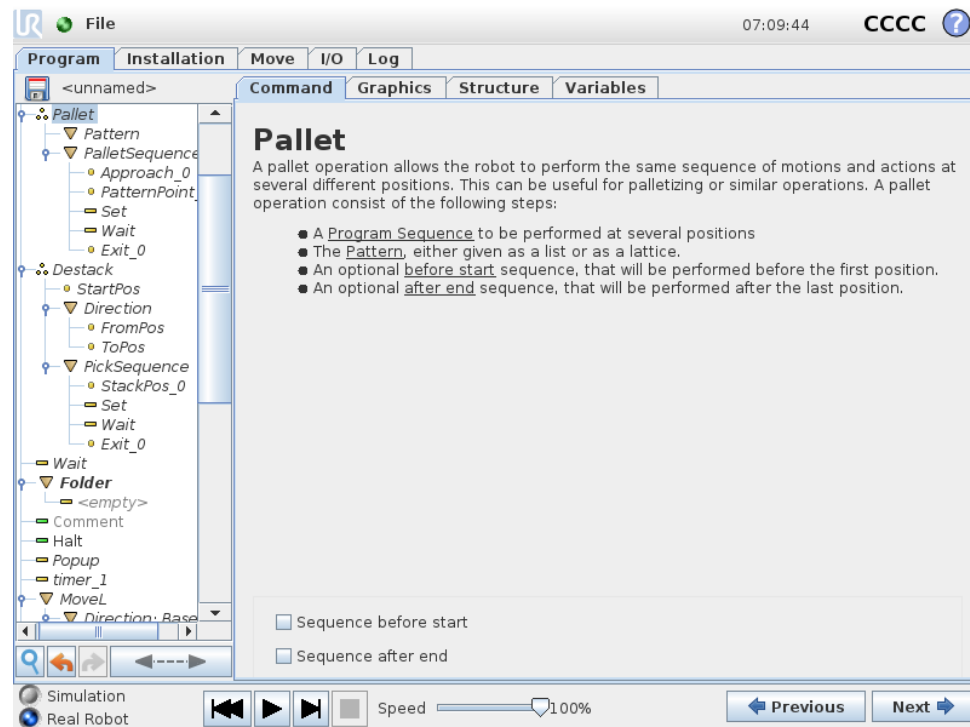 UR File 07:09:44 CCCC ?
Program Installation Move I/O Log
<unnamed>
Command Graphics Structure Variables
Pallet
Pattern
PalletSequence
Approach_0
PatternPoint_
Set
Wait
Exit_0
Destack
StartPos
Direction
FromPos
ToPos
PickSequence
StackPos_0
Set
Wait
Exit_0
Wait
Folder
<empty>
Comment
Halt
Popup
timer_1
MoveL
Direction: Base
Pallet
A pallet operation allows the robot to perform the same sequence of motions and actions at
several different positions. This can be useful for palletizing or similar operations. A pallet
operation consist of the following steps:
A Program Sequence to be performed at several positions
The Pattern, either given as a list or as a lattice.
An optional before start sequence, that will be performed before the first position.
An optional after end sequence, that will be performed after the last position.
Sequence before start
Sequence after end
Simulation
Real Robot
Speed 100%
Previous Next